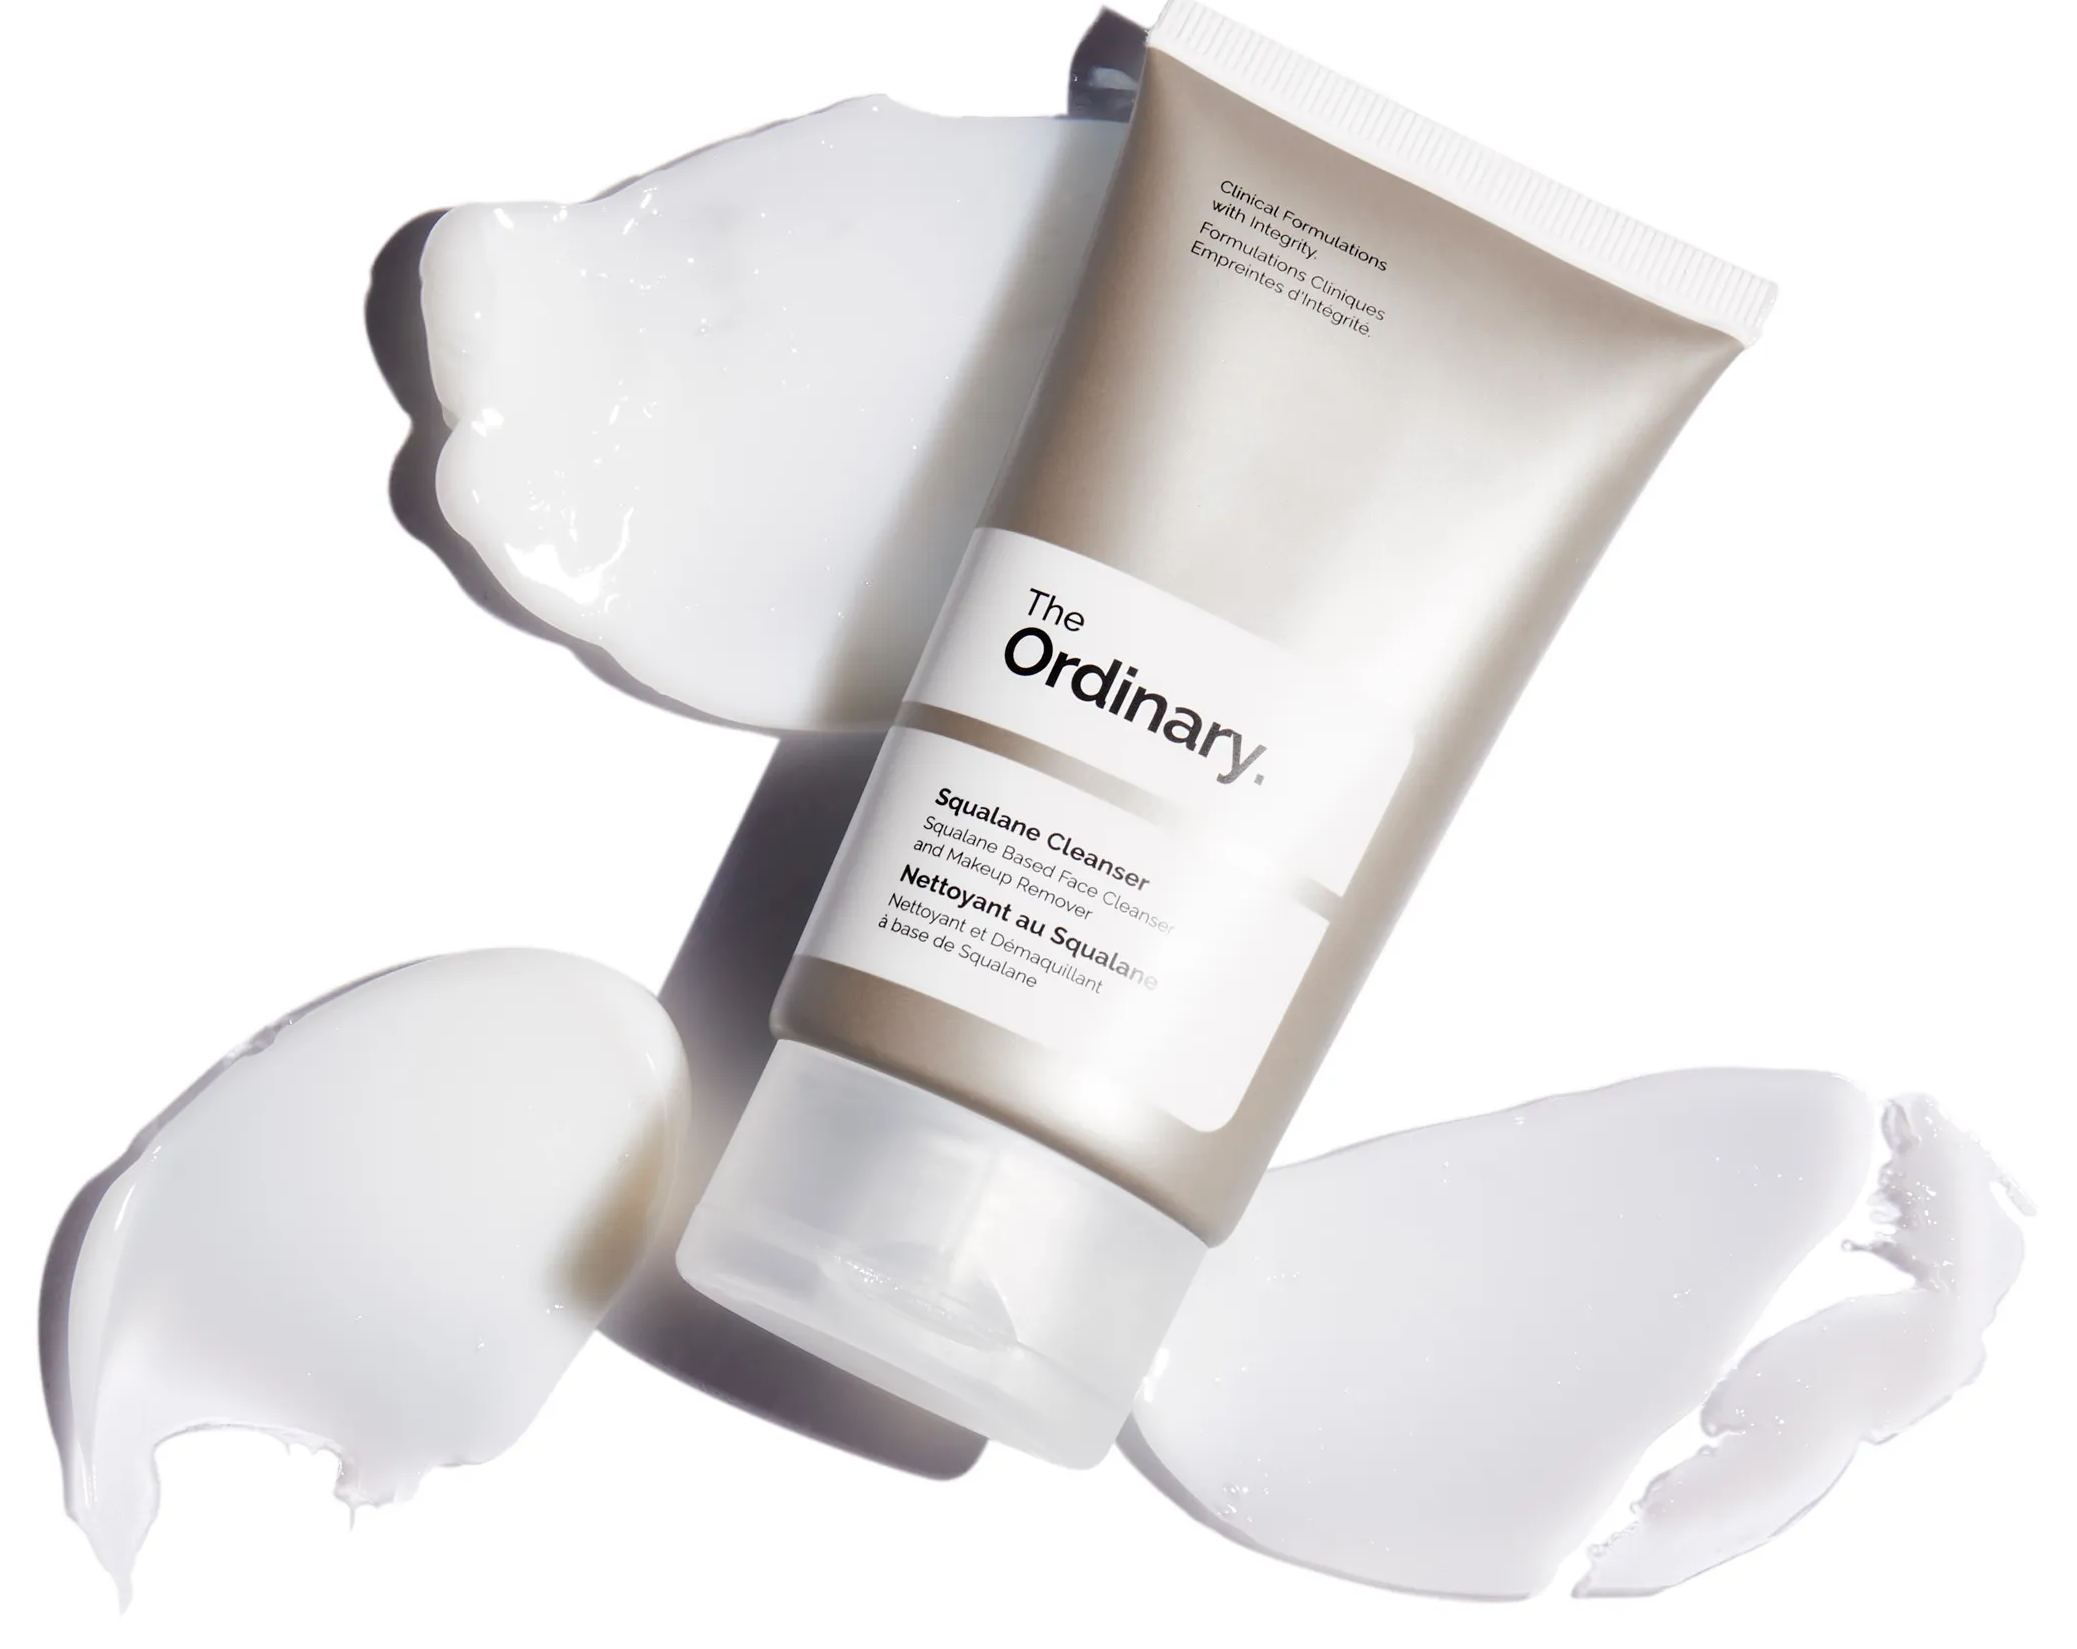 Clinical Formulations
with Integrity.
Formulations Cliniques
Empreintes d'Intégrité.
The
Ordinary.
Squalane Cleanser
Squalane Based Face Cleanser
and Makeup Remover
Nettoyant au Squalane
Nettoyant et Démaquillant
à base de Squalane